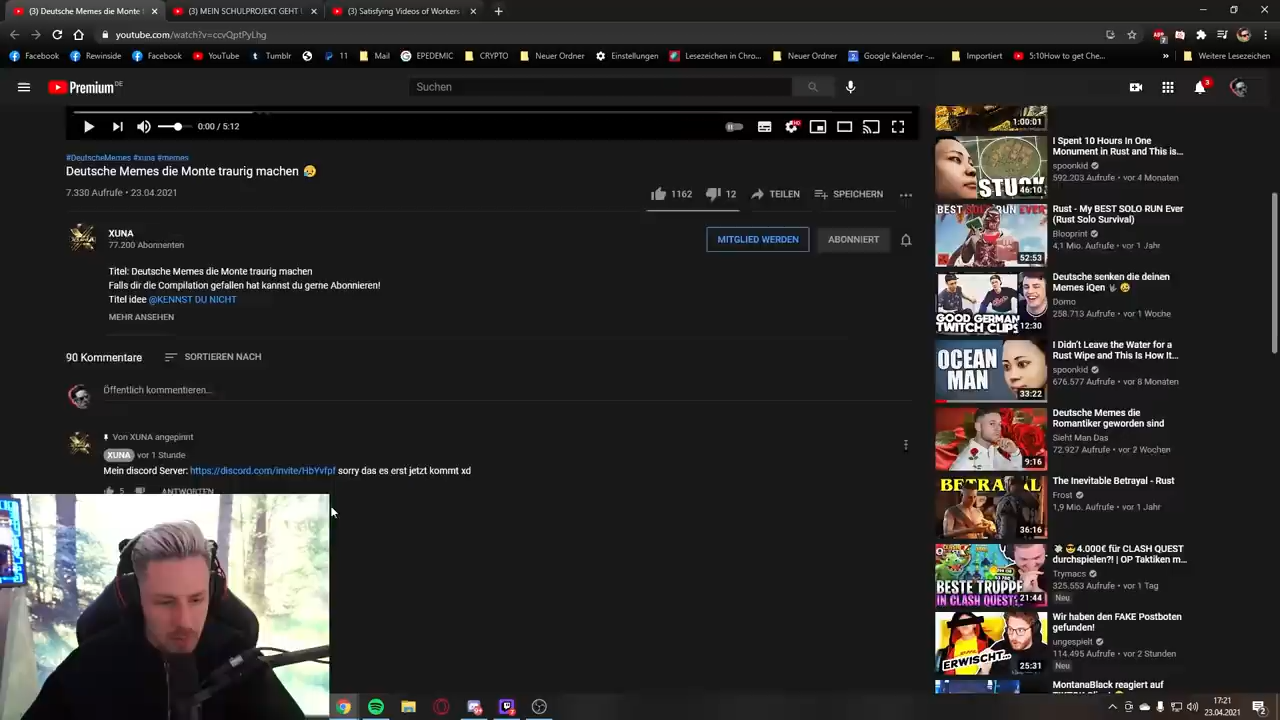 (3) Deutsche Memes die Monte t
(3) MEIN SCHULPROJEKT GEHT
(3) Satisfying Videos of Workers
youtube.com/watch?v=ccvQptPyLhg
Facebook
Rewinside
Facebook
YouTube
Tumblr
11
Mail
EPEDEMIC
CRYPTO
Neuer Ordner
Einstellungen
Lesezeichen in Chro...
Neuer Ordner
Google Kalender -...
Importiert
5:10How to get Che...
Weitere Lesezeichen
Premium DE
Suchen
3
0:00 / 5:12
#DeutscheMemes #xuna #memes
Deutsche Memes die Monte traurig machen 😥
7.330 Aufrufe • 23.04.2021
1162
12
TEILEN
SPEICHERN
XUNA
77.200 Abonnenten
MITGLIED WERDEN
ABONNIERT
Titel: Deutsche Memes die Monte traurig machen
Falls dir die Compilation gefallen hat kannst du gerne Abonnieren!
Titel idee @KENNST DU NICHT
MEHR ANSEHEN
90 Kommentare
SORTIEREN NACH
Öffentlich kommentieren...
Von XUNA angepinnt
XUNA vor 1 Stunde
Mein discord Server: https://discord.com/invite/HbYvfpf sorry das es erst jetzt kommt xd
5
ANTWORTEN
1:00:01
STUCK
46:10
I Spent 10 Hours In One
Monument in Rust and This is...
spoonkid
592.203 Aufrufe • vor 4 Monaten
BEST SOLO RUN EVER
52:53
Rust - My BEST SOLO RUN Ever
(Rust Solo Survival)
Blooprint
4,1 Mio. Aufrufe • vor 1 Jahr
GOOD GERMAN
TWITCH CLIPS
12:30
Deutsche senken die deinen
Memes iQen
Domo
258.713 Aufrufe • vor 1 Woche
OCEAN
MAN
33:22
I Didn't Leave the Water for a
Rust Wipe and This Is How It...
spoonkid
676.577 Aufrufe • vor 8 Monaten
9:16
Deutsche Memes die
Romantiker geworden sind
Sieht Man Das
72.927 Aufrufe • vor 2 Wochen
BETRAYAL
36:16
The Inevitable Betrayal - Rust
Frost
1,9 Mio. Aufrufe • vor 1 Jahr
BESTE TRUPPE
IN CLASH QUEST
21:44
4.000€ für CLASH QUEST
durchspielen?! | OP Taktiken m...
Trymacs
325.553 Aufrufe • vor 1 Tag
Neu
ERWISCHT...
25:31
Wir haben den FAKE Postboten
gefunden!
ungespielt
114.495 Aufrufe • vor 2 Stunden
Neu
MontanaBlack reagiert auf
17:21
23.04.2021